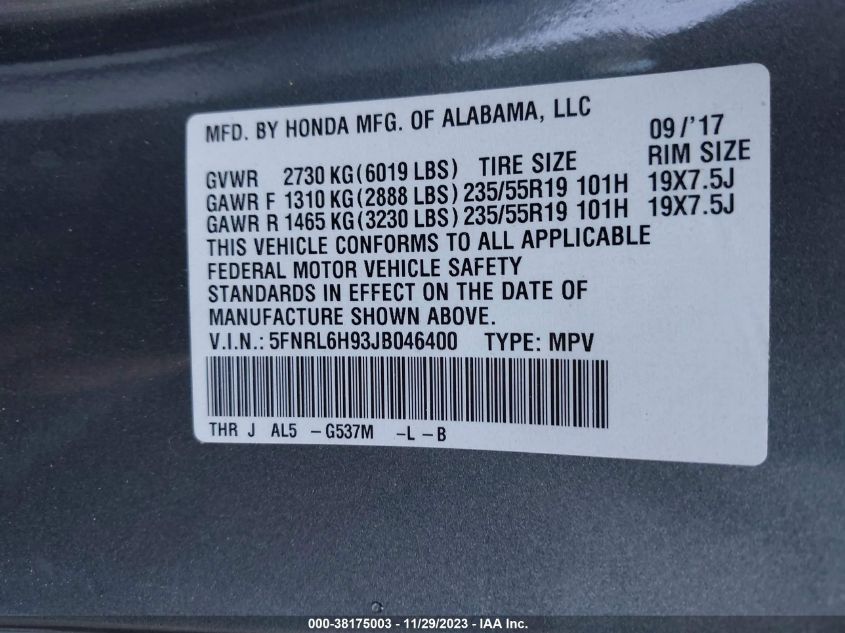 MFD. BY HONDA MFG. OF ALABAMA, LLC 09/'17
GVWR 2730 KG(6019 LBS) TIRE SIZE RIM SIZE
GAWR F 1310 KG(2888 LBS) 235/55R19 101H 19X7.5J
GAWR R 1465 KG(3230 LBS) 235/55R19 101H 19X7.5J
THIS VEHICLE CONFORMS TO ALL APPLICABLE
FEDERAL MOTOR VEHICLE SAFETY
STANDARDS IN EFFECT ON THE DATE OF
MANUFACTURE SHOWN ABOVE.
V.I.N.: 5FNRL6H93JB046400 TYPE: MPV
THR J AL5 -G537M -L -B
000-38175003 - 11/29/2023 - IAA Inc.